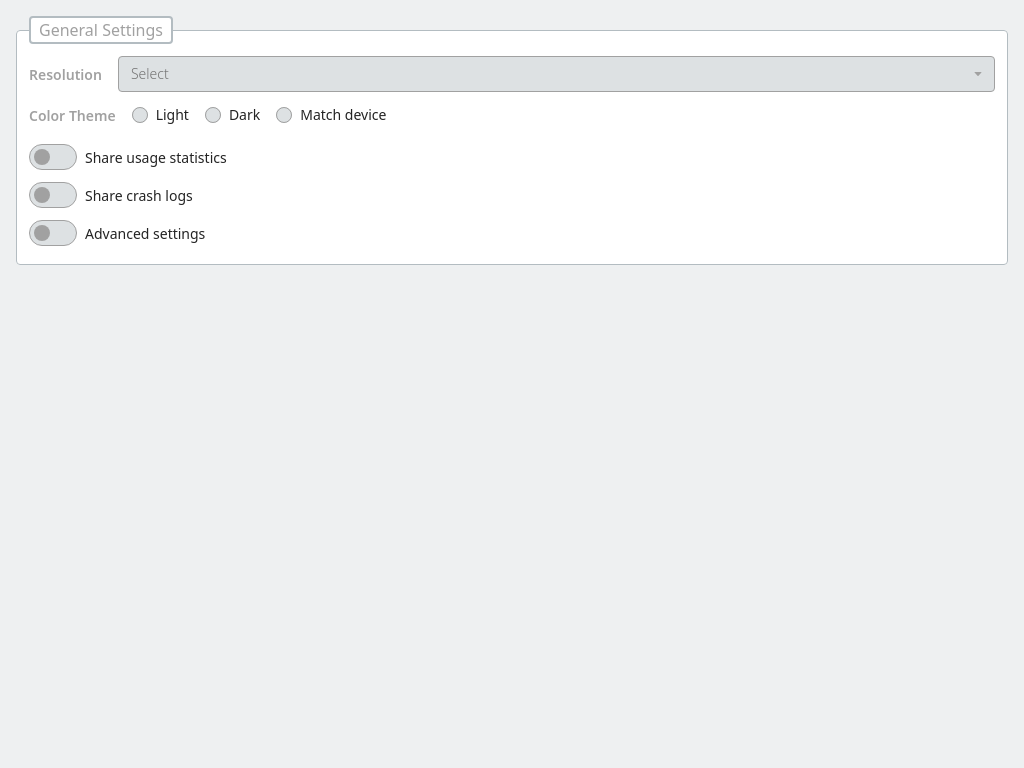 General Settings
Resolution Select
Color Theme Light Dark Match device
Share usage statistics
Share crash logs
Advanced settings